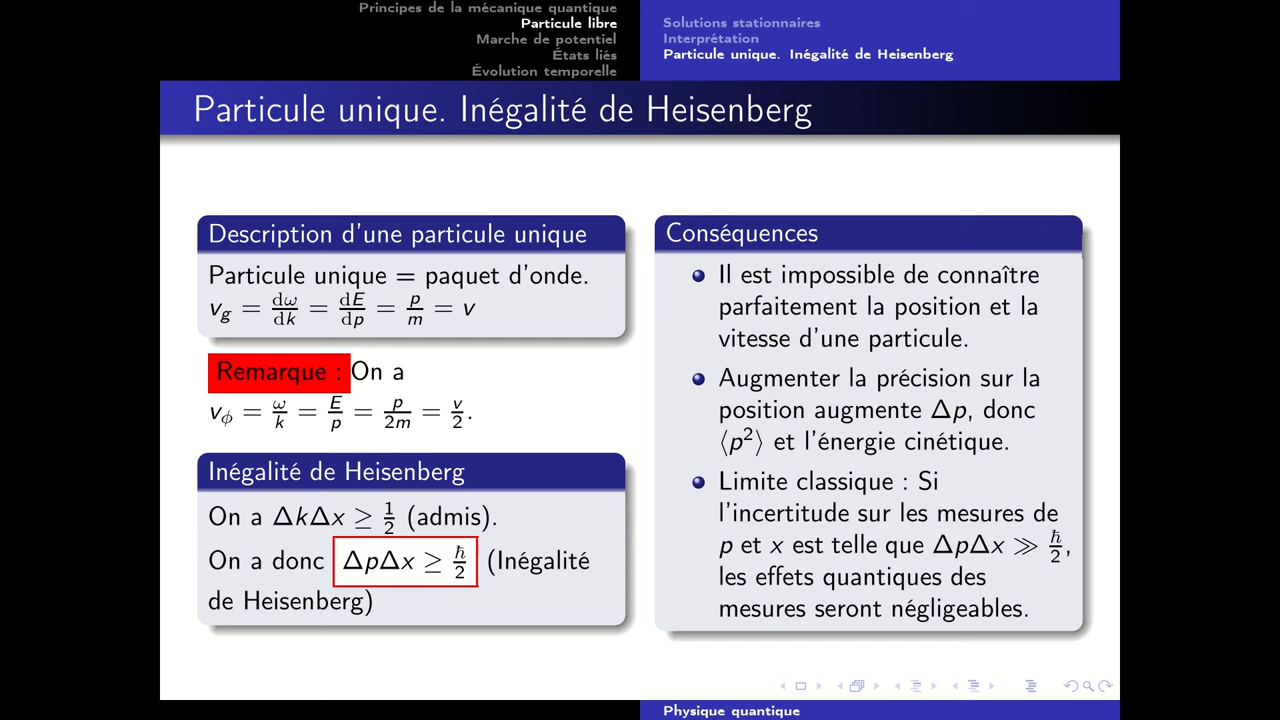 Principes de la mécanique quantique
Particule libre
Marche de potentiel
États liés
Évolution temporelle
Solutions stationnaires
Interprétation
Particule unique. Inégalité de Heisenberg
Particule unique. Inégalité de Heisenberg
Description d'une particule unique
Particule unique = paquet d'onde.
v_g = dω/dk = dE/dp = p/m = v
Remarque : On a
v_ϕ = ω/k = E/p = p/2m = v/2.
Inégalité de Heisenberg
On a ΔkΔx ≥ 1/2 (admis).
On a donc ΔpΔx ≥ ℏ/2 (Inégalité
de Heisenberg)
Conséquences
Il est impossible de connaître
parfaitement la position et la
vitesse d'une particule.
Augmenter la précision sur la
position augmente Δp, donc
⟨p²⟩ et l'énergie cinétique.
Limite classique : Si
l'incertitude sur les mesures de
p et x est telle que ΔpΔx ≫ ℏ/2,
les effets quantiques des
mesures seront négligeables.
Physique quantique